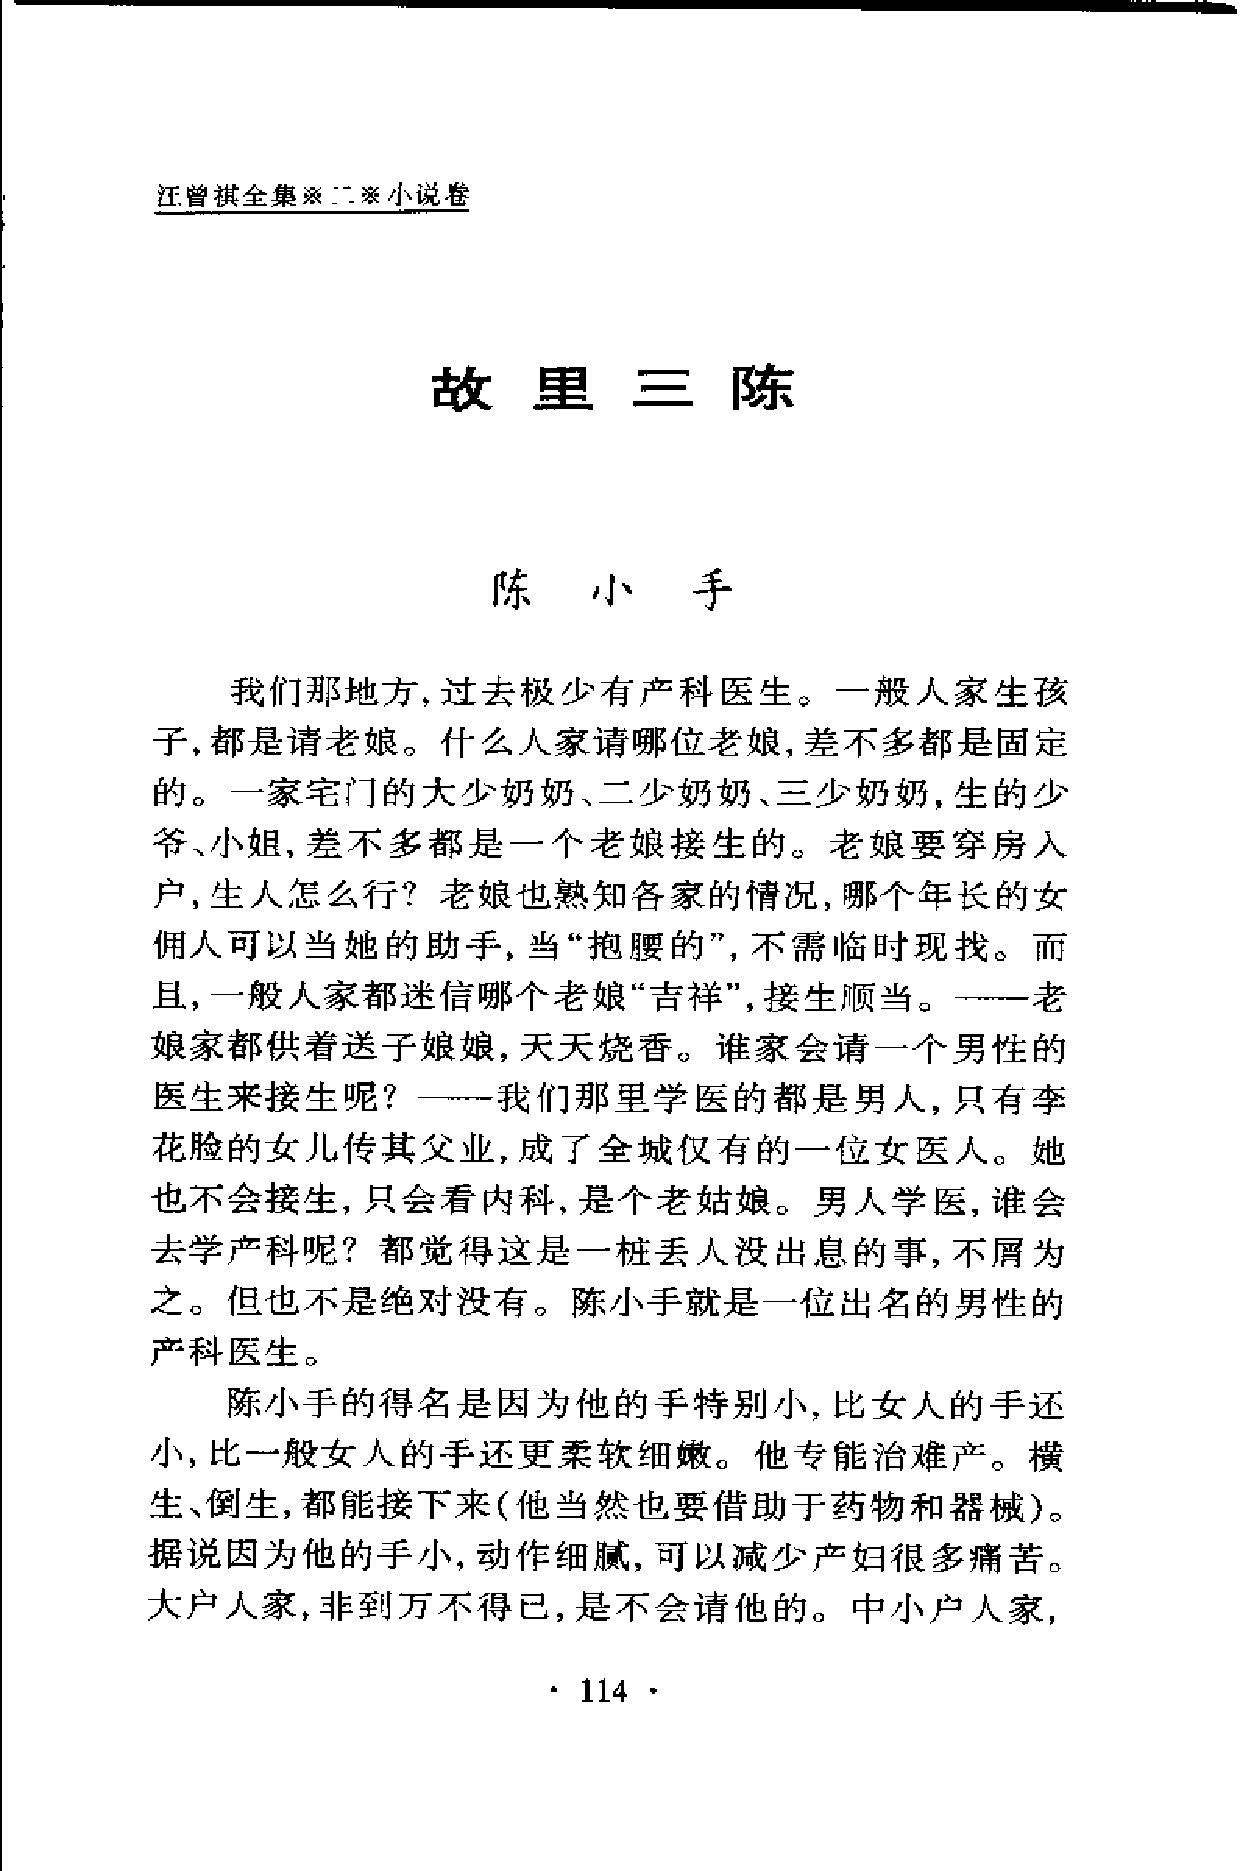 汪曾祺全集※二※小说卷
故里三陈
陈小手
我们那地方,过去极少有产科医生。一般人家生孩
子,都是请老娘。什么人家请哪位老娘,差不多都是固定
的。一家宅门的大少奶奶、二少奶奶、三少奶奶,生的少
爷、小姐,差不多都是一个老娘接生的。老娘要穿房入
户,生人怎么行?老娘也熟知各家的情况,哪个年长的女
佣人可以当她的助手,当“抱腰的”,不需临时现找。而
且,一般人家都迷信哪个老娘“吉祥”,接生顺当。——老
娘家都供着送子娘娘,天天烧香。谁家会请一个男性的
医生来接生呢?——我们那里学医的都是男人,只有李
花脸的女儿传其父业,成了全城仅有的一位女医人。她
也不会接生,只会看内科,是个老姑娘。男人学医,谁会
去学产科呢?都觉得这是一桩丢人没出息的事,不屑为
之。但也不是绝对没有。陈小手就是一位出名的男性的
产科医生。
陈小手的得名是因为他的手特别小,比女人的手还
小,比一般女人的手还更柔软细嫩。他专能治难产。横
生、倒生,都能接下来(他当然也要借助于药物和器械)。
据说因为他的手小,动作细腻,可以减少产妇很多痛苦。
大户人家,非到万不得已,是不会请他的。中小户人家,
· 114 ·